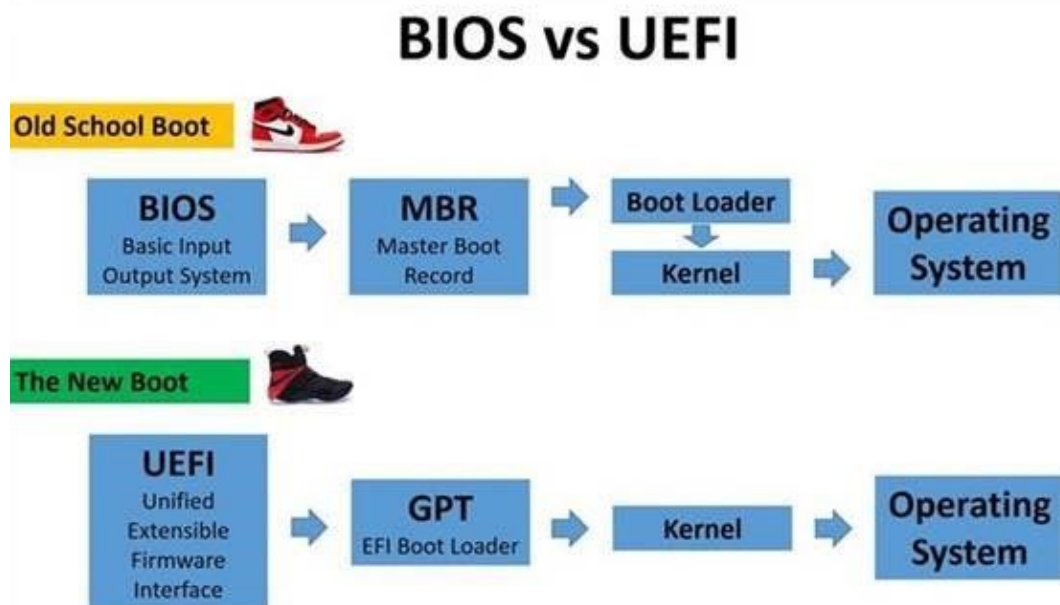 BIOS vs UEFI
Old School Boot
BIOS
Basic Input
Output System
MBR
Master Boot
Record
Boot Loader
Kernel
Operating
System
The New Boot
UEFI
Unified
Extensible
Firmware
Interface
GPT
EFI Boot Loader
Kernel
Operating
System